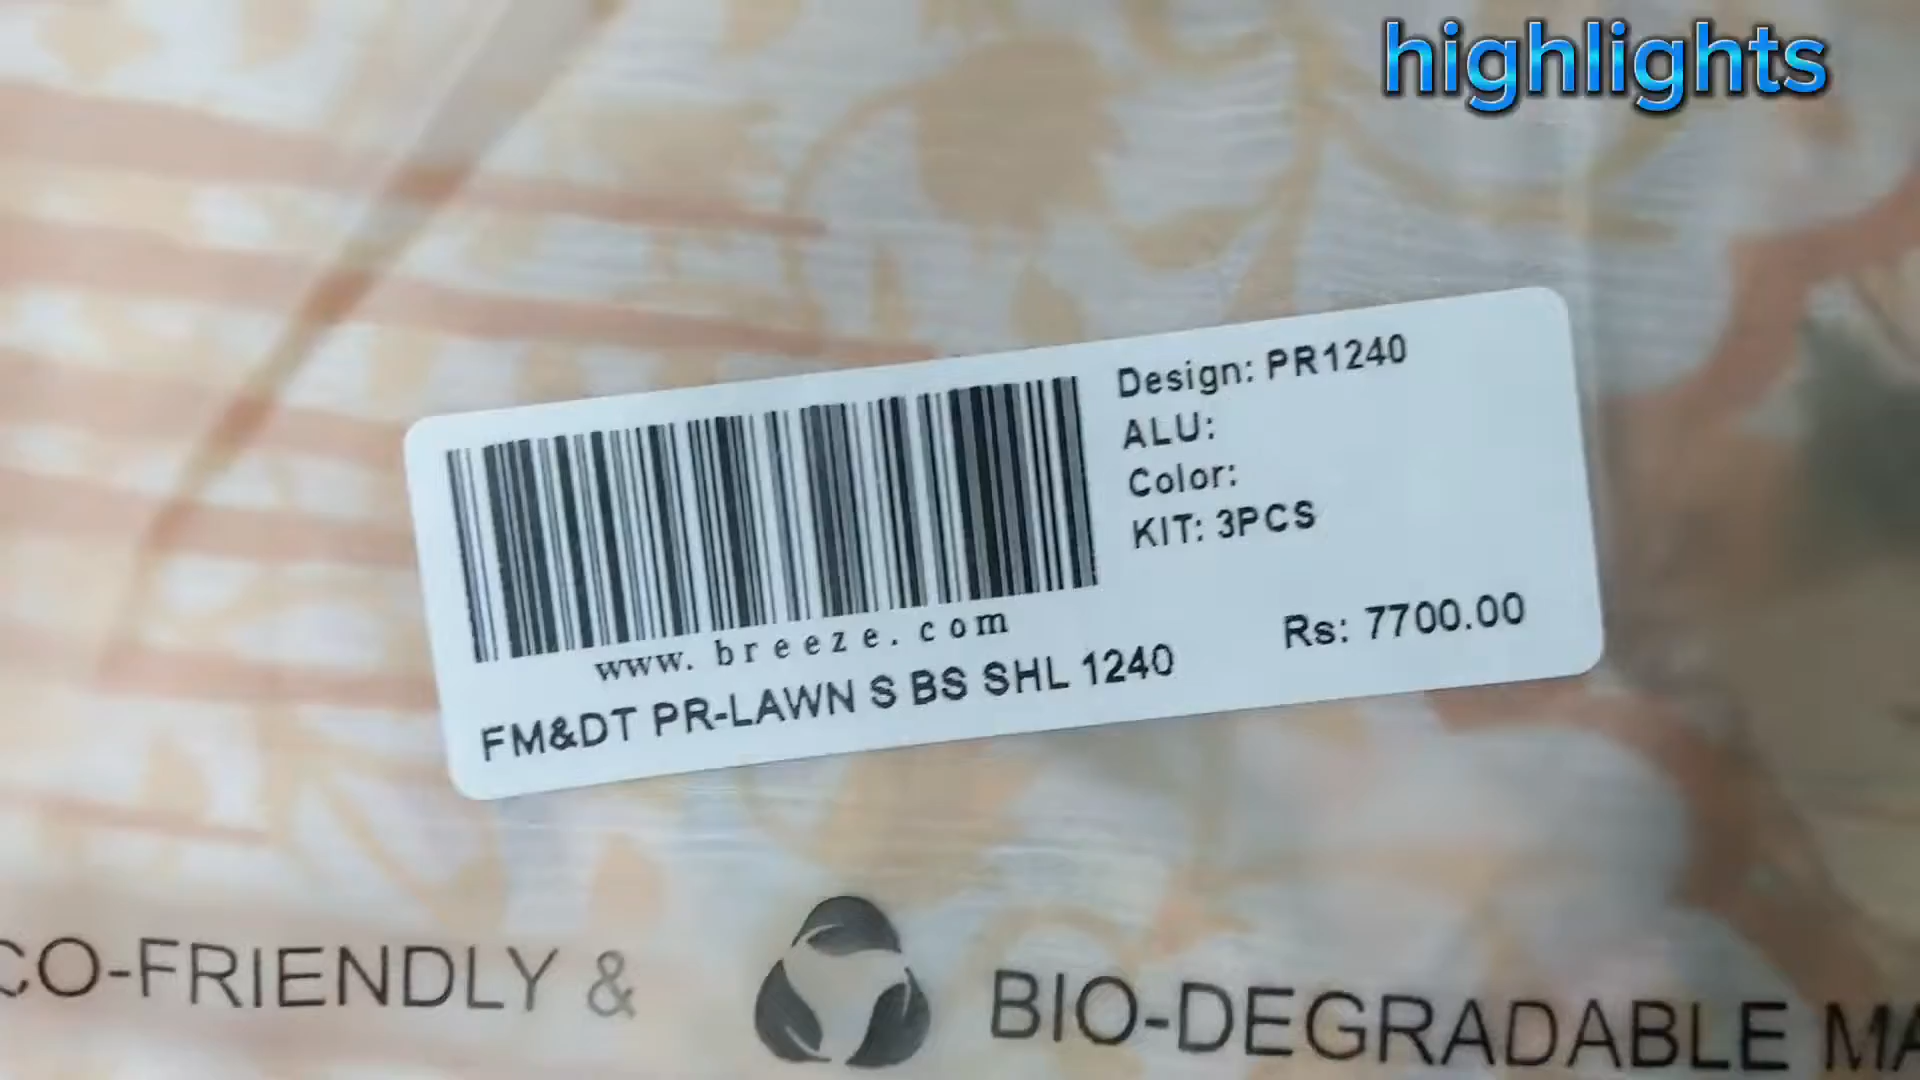 highlights
Design: PR1240
ALU:
Color:
KIT: 3PCS
www.breeze.com
Rs: 7700.00
FM&DT PR-LAWN S BS SHL 1240
CO-FRIENDLY &
BIO-DEGRADABLE MA